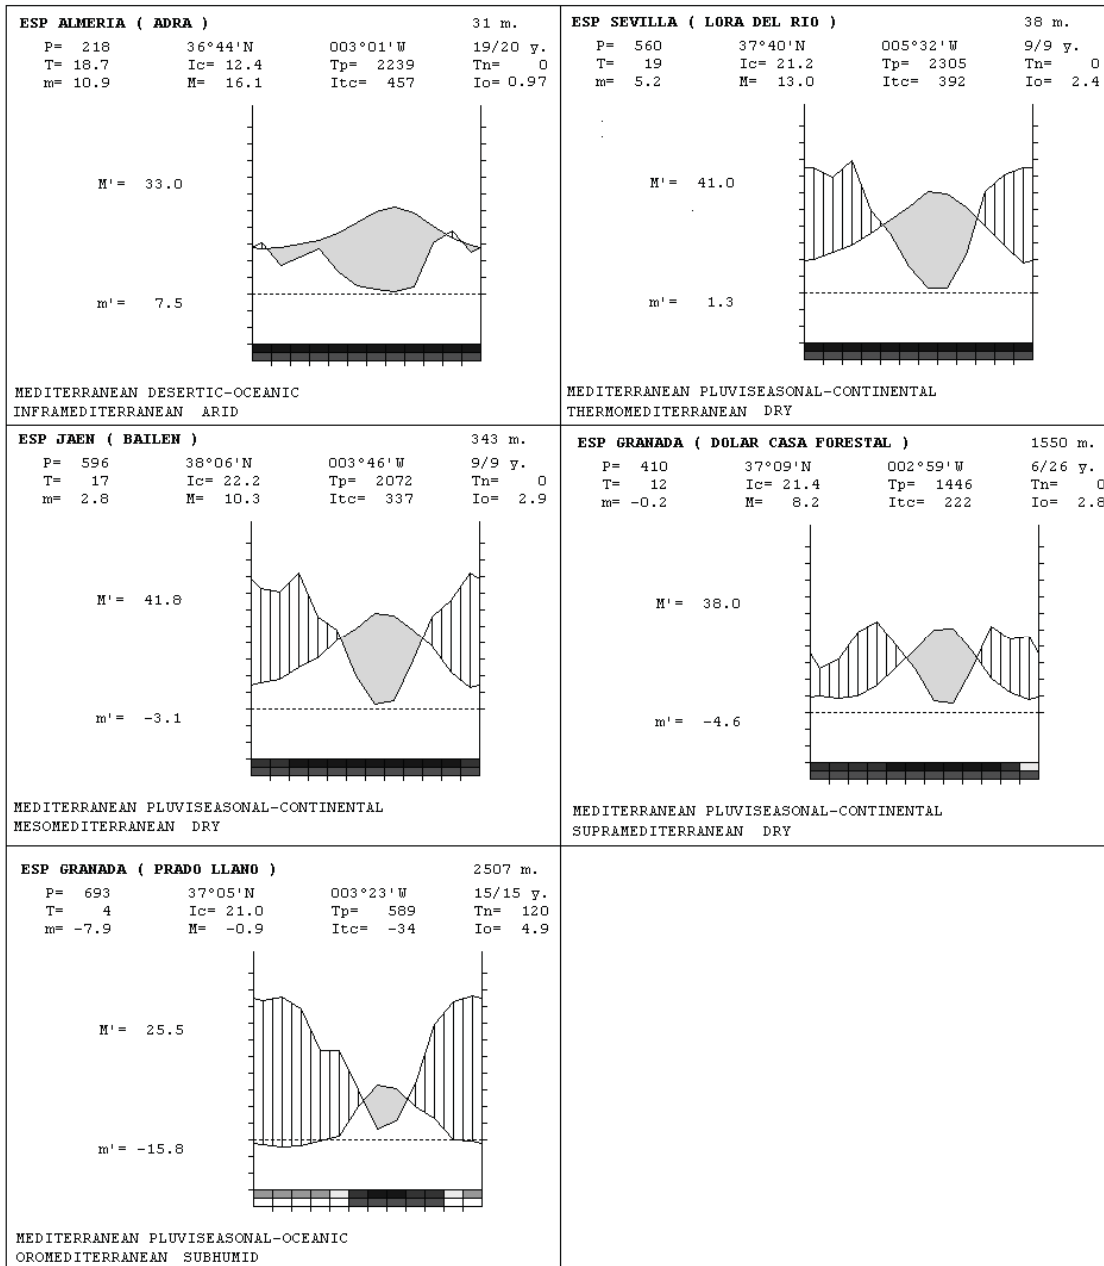 ESP ALMERIA ( ADRA ) 31 m.
P= 218 36°44'N 003°01'W 19/20 y.
T= 18.7 Ic= 12.4 Tp= 2239 Tn= 0
m= 10.9 M= 16.1 Itc= 457 Io= 0.97
M'= 33.0
m'= 7.5
MEDITERRANEAN DESERTIC-OCEANIC
INFRAMEDITERRANEAN ARID
ESP SEVILLA ( LORA DEL RIO ) 38 m.
P= 560 37°40'N 005°32'W 9/9 y.
T= 19 Ic= 21.2 Tp= 2305 Tn= 0
m= 5.2 M= 13.0 Itc= 392 Io= 2.4
M'= 41.0
m'= 1.3
MEDITERRANEAN PLUVISEASONAL-CONTINENTAL
THERMOMEDITERRANEAN DRY
ESP JAEN ( BAILEN ) 343 m.
P= 596 38°06'N 003°46'W 9/9 y.
T= 17 Ic= 22.2 Tp= 2072 Tn= 0
m= 2.8 M= 10.3 Itc= 337 Io= 2.9
M'= 41.8
m'= -3.1
MEDITERRANEAN PLUVISEASONAL-CONTINENTAL
MESOMEDITERRANEAN DRY
ESP GRANADA ( DOLAR CASA FORESTAL ) 1550 m.
P= 410 37°09'N 002°59'W 6/26 y.
T= 12 Ic= 21.4 Tp= 1446 Tn= 0
m= -0.2 M= 8.2 Itc= 222 Io= 2.8
M'= 38.0
m'= -4.6
MEDITERRANEAN PLUVISEASONAL-CONTINENTAL
SUPRAMEDITERRANEAN DRY
ESP GRANADA ( PRADO LLANO ) 2507 m.
P= 693 37°05'N 003°23'W 15/15 y.
T= 4 Ic= 21.0 Tp= 589 Tn= 120
m= -7.9 M= -0.9 Itc= -34 Io= 4.9
M'= 25.5
m'= -15.8
MEDITERRANEAN PLUVISEASONAL-OCEANIC
OROMEDITERRANEAN SUBHUMID